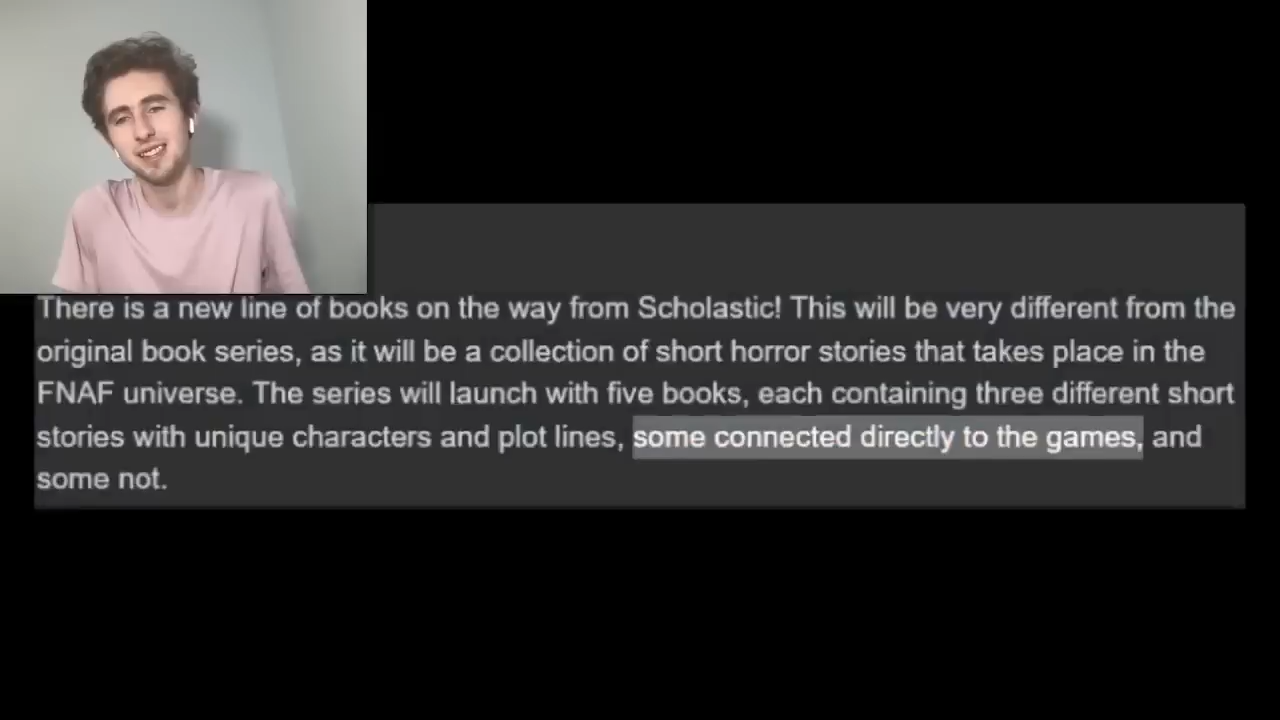 There is a new line of books on the way from Scholastic! This will be very different from the
original book series, as it will be a collection of short horror stories that takes place in the
FNAF universe. The series will launch with five books, each containing three different short
stories with unique characters and plot lines, some connected directly to the games, and
some not.